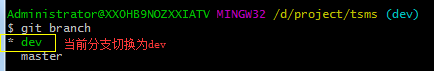 Administrator@XXOHB9NOZXXIATV MINGW32 /d/project/tsms (dev)
$ git branch
* dev 当前分支切换为dev
master